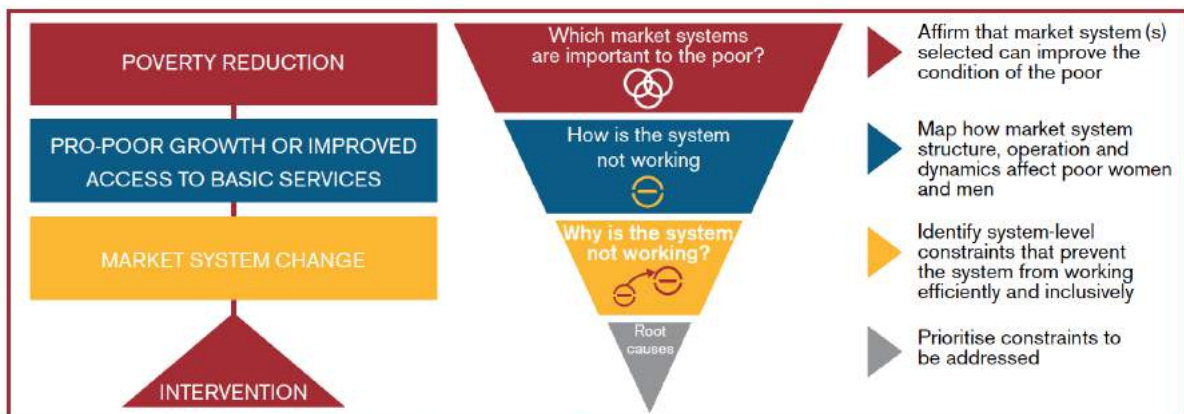 POVERTY REDUCTION
PRO-POOR GROWTH OR IMPROVED
ACCESS TO BASIC SERVICES
MARKET SYSTEM CHANGE
INTERVENTION
Which market systems
are important to the poor?
How is the system
not working
Why is the system
not working?
Root
causes
Affirm that market system (s)
selected can improve the
condition of the poor
Map how market system
structure, operation and
dynamics affect poor women
and men
Identify system-level
constraints that prevent
the system from working
efficiently and inclusively
Prioritise constraints to
be addressed